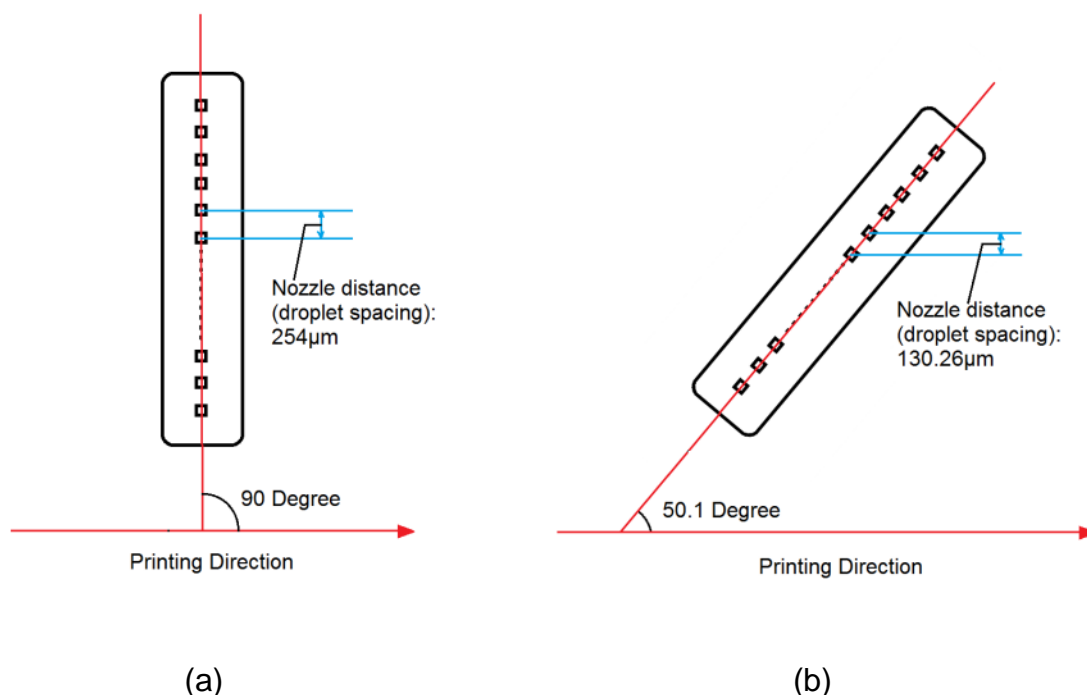 Nozzle distance
(droplet spacing):
254µm
90 Degree
Printing Direction
(a)
Nozzle distance
(droplet spacing):
130.26µm
50.1 Degree
Printing Direction
(b)